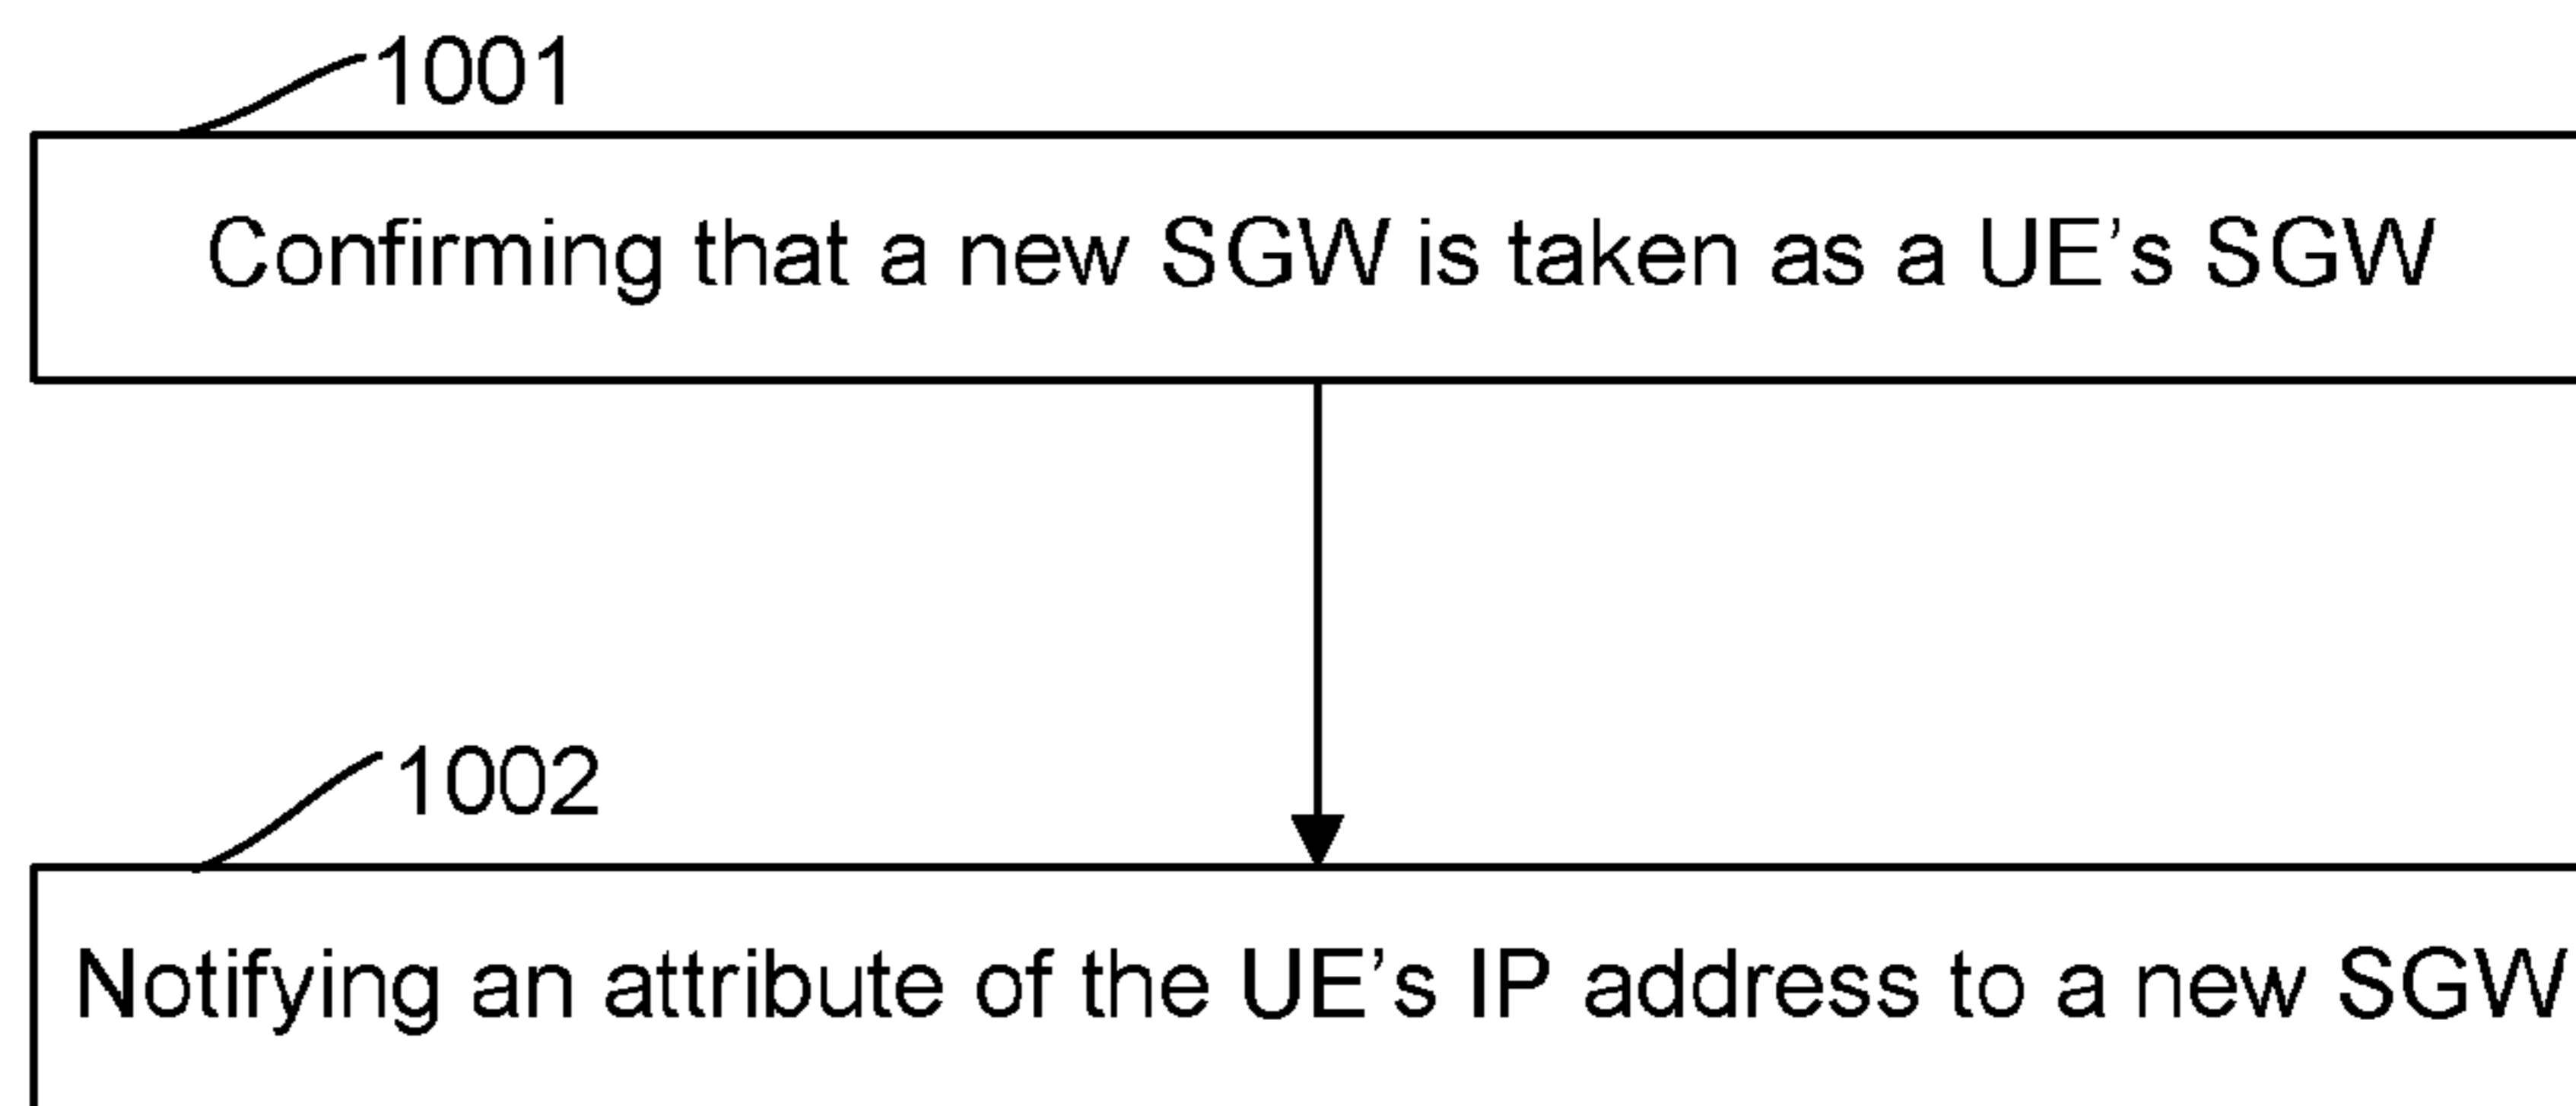 1001
Confirming that a new SGW is taken as a UE’s SGW
1002
Notifying an attribute of the UE’s IP address to a new SGW